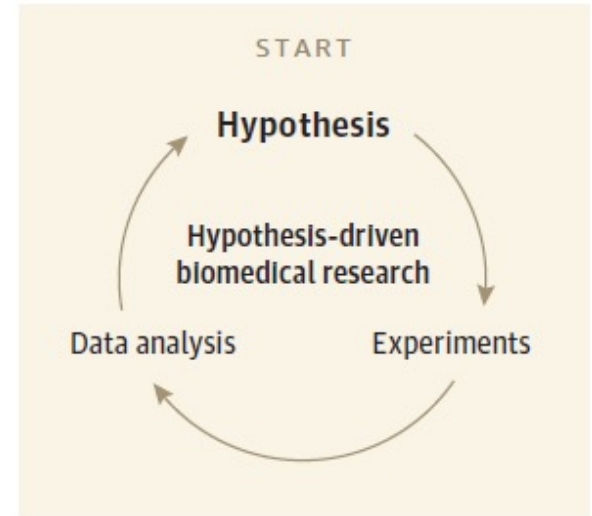 START
Hypothesis
Hypothesis-driven
biomedical research
Data analysis
Experiments